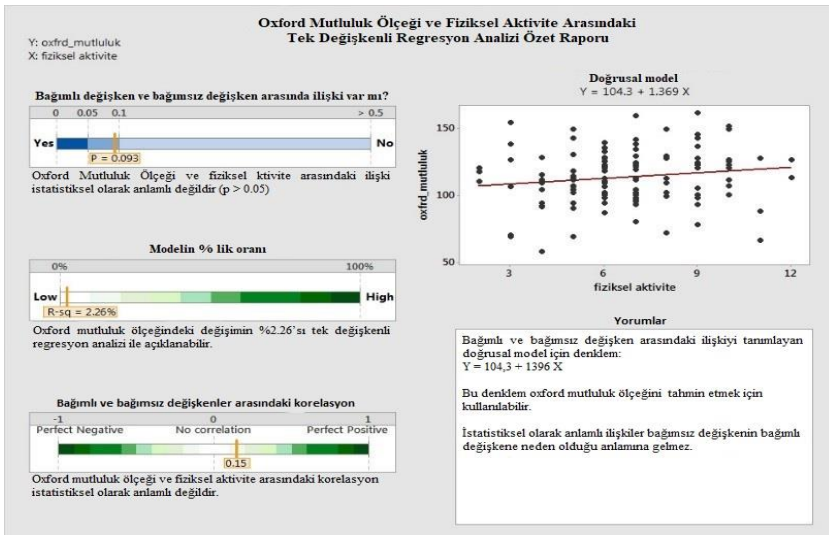 Oxford Mutluluk Ölçeği ve Fiziksel Aktivite Arasındaki
Tek Değişkenli Regresyon Analizi Özet Raporu
Y: oxfrd_mutluluk
X: fiziksel aktivite
Bağımlı değişken ve bağımsız değişken arasında ilişki var mı?
0 0.05 0.1 > 0.5
Yes No
P = 0.093
Oxford Mutluluk Ölçeği ve fiziksel ktivite arasındaki ilişki
istatistiksel olarak anlamlı değildir (p > 0.05)
Modelin % lik oranı
0% 100%
Low High
R-sq = 2.26%
Oxford mutluluk ölçeğindeki değişimin %2.26'sı tek değişkenli
regresyon analizi ile açıklanabilir.
Bağımlı ve bağımsız değişkenler arasındaki korelasyon
-1 0 1
Perfect Negative No correlation Perfect Positive
0.15
Oxford mutluluk ölçeği ve fiziksel aktivite arasındaki korelasyon
istatistiksel olarak anlamlı değildir.
Doğrusal model
Y = 104.3 + 1.369 X
oxfrd_mutluluk
150
100
50
3 6 9 12
fiziksel aktivite
Yorumlar
Bağımlı ve bağımsız değişken arasındaki ilişkiyi tanımlayan
doğrusal model için denklem:
Y = 104,3 + 1396 X
Bu denklem oxford mutluluk ölçeğini tahmin etmek için
kullanılabilir.
İstatistiksel olarak anlamlı ilişkiler bağımsız değişkenin bağımlı
değişkene neden olduğu anlamına gelmez.